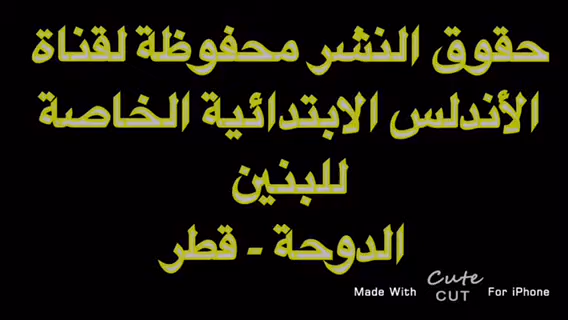 حقوق النشر محفوظة لقناة
الأندلس الابتدائية الخاصة
للبنين
الدوحة - قطر
Made With Cute CUT For iPhone